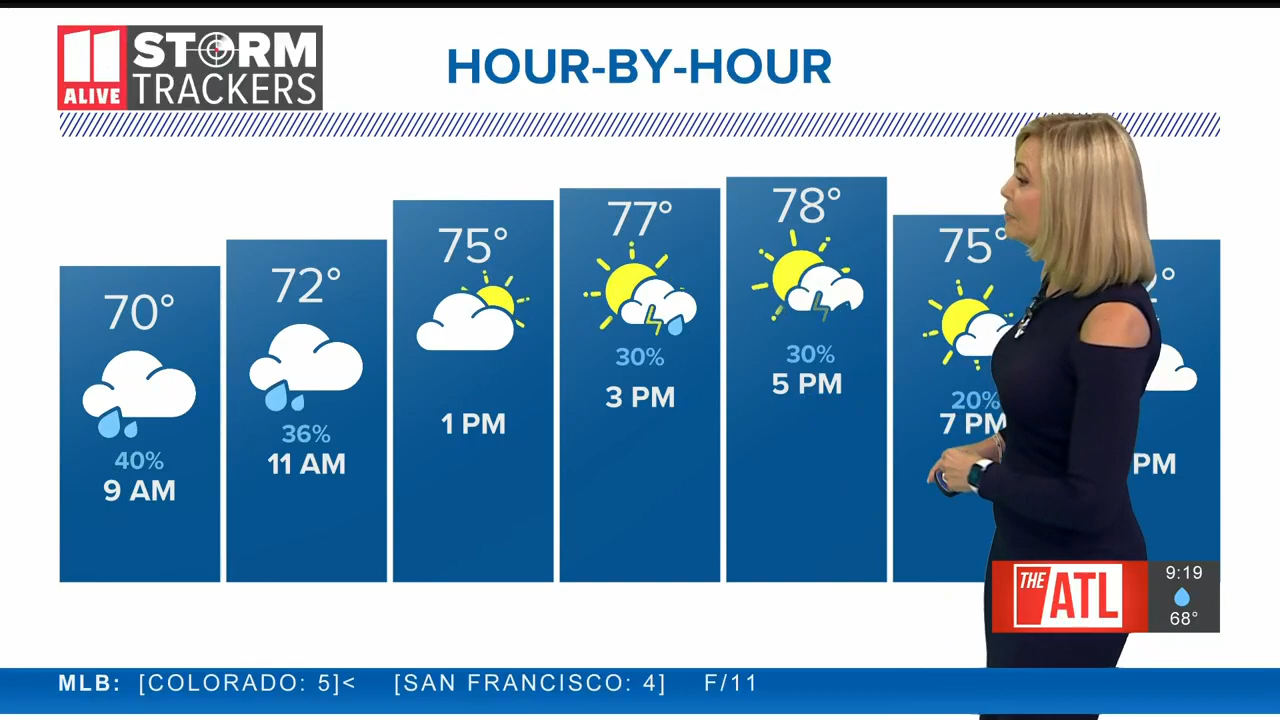 11
ALIVE
STORM
TRACKERS
HOUR-BY-HOUR
70°
40%
9 AM
72°
36%
11 AM
75°
1 PM
77°
30%
3 PM
78°
30%
5 PM
75°
20%
7 PM
2°
PM
THE
ATL
9:19
68°
MLB: [COLORADO: 5]< [SAN FRANCISCO: 4] F/11